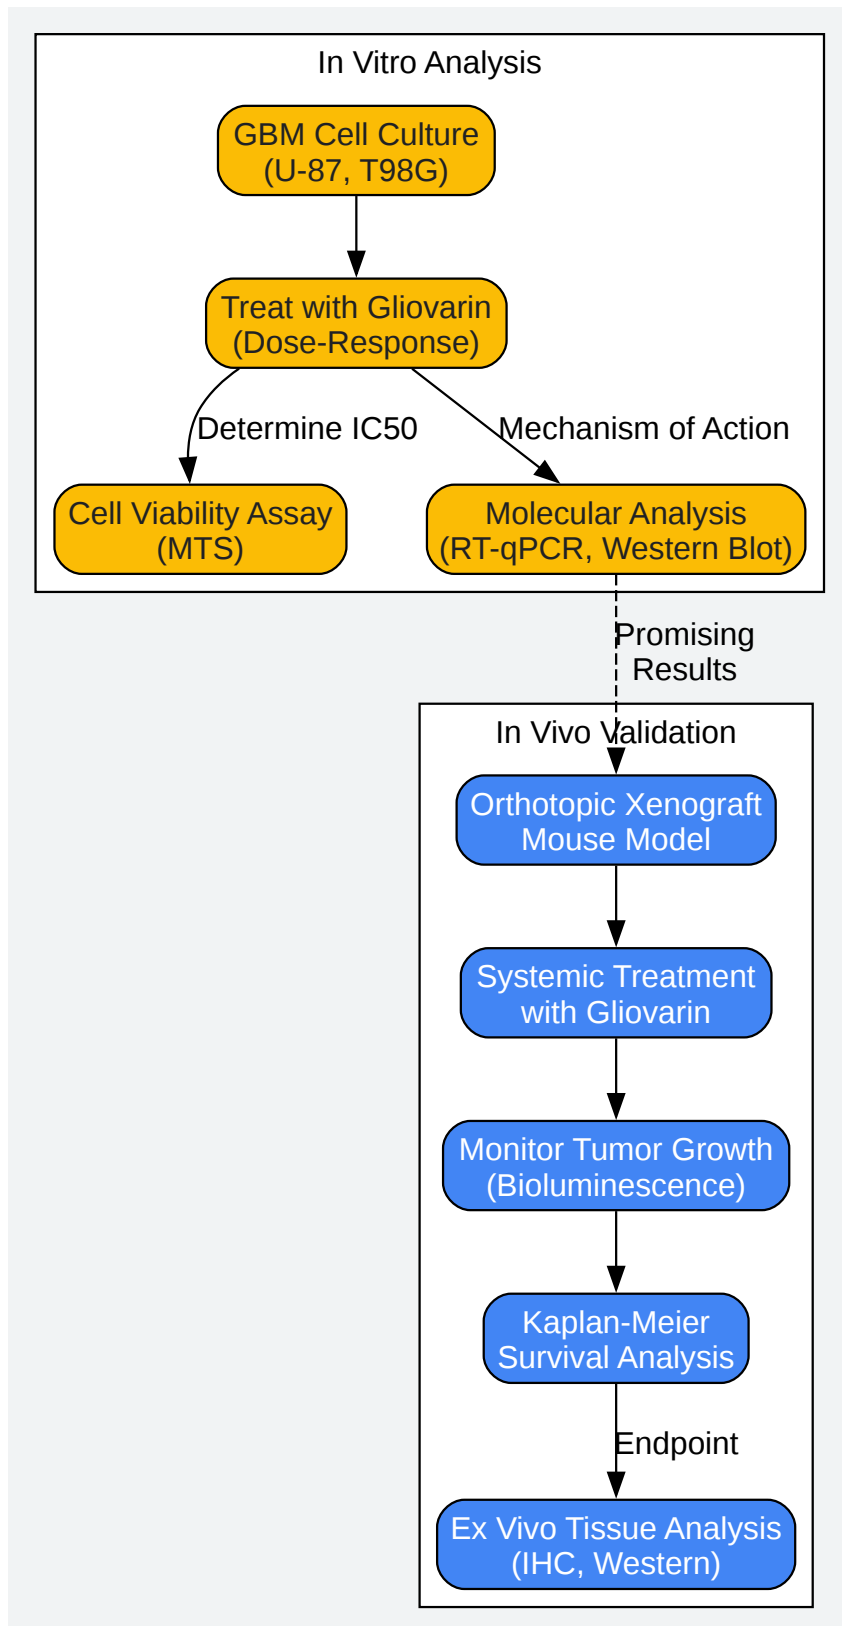 In Vitro Analysis
GBM Cell Culture
(U-87, T98G)
Treat with Gliovarin
(Dose-Response)
Determine IC50
Mechanism of Action
Cell Viability Assay
(MTS)
Molecular Analysis
(RT-qPCR, Western Blot)
Promising
Results
In Vivo Validation
Orthotopic Xenograft
Mouse Model
Systemic Treatment
with Gliovarin
Monitor Tumor Growth
(Bioluminescence)
Kaplan-Meier
Survival Analysis
Endpoint
Ex Vivo Tissue Analysis
(IHC, Western)